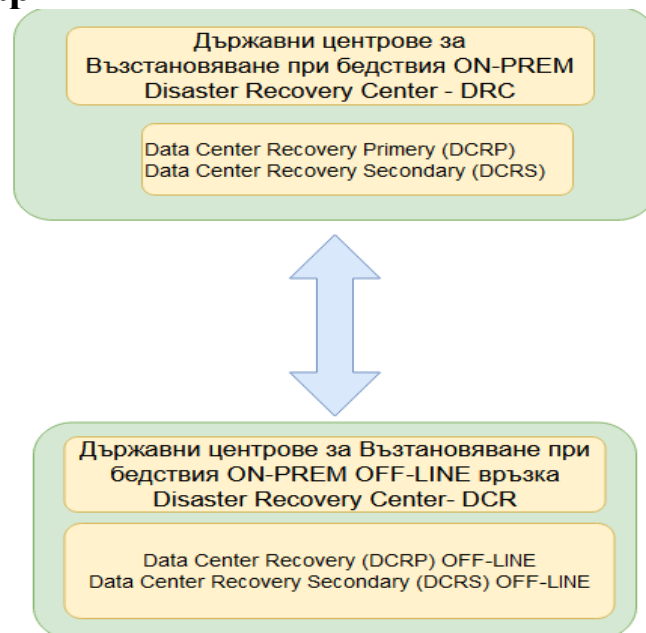 Държавни центрове за
Възстановяване при бедствия ON-PREM
Disaster Recovery Center - DRC
Data Center Recovery Primery (DCRP)
Data Center Recovery Secondary (DCRS)
Държавни центрове за Възтановяване при
бедствия ON-PREM OFF-LINE връзка
Disaster Recovery Center- DCR
Data Center Recovery (DCRP) OFF-LINE
Data Center Recovery Secondary (DCRS) OFF-LINE